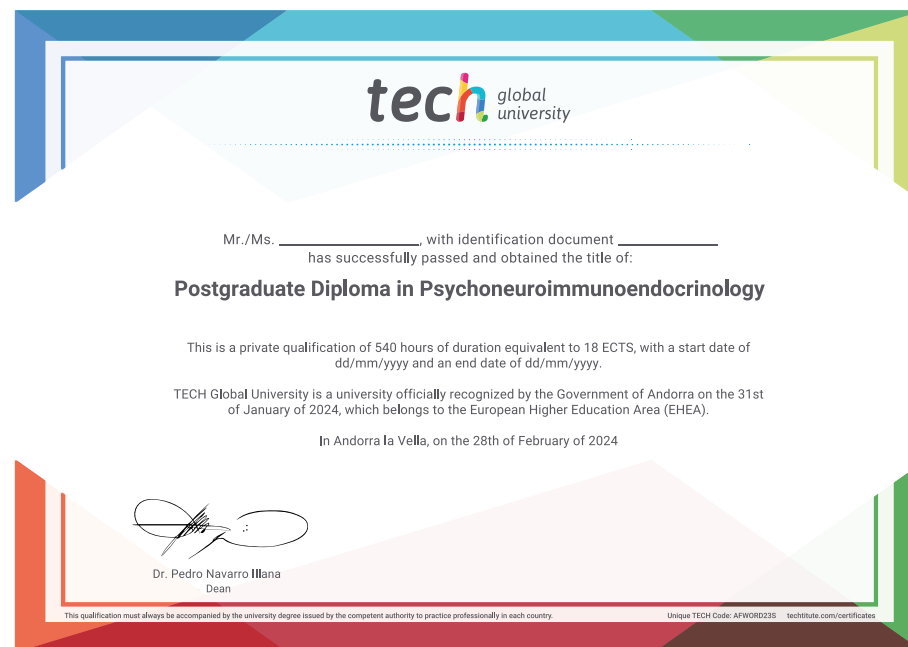 tech global university
Mr./Ms. ____________, with identification document ____________
has successfully passed and obtained the title of:
Postgraduate Diploma in Psychoneuroimmunoendocrinology
This is a private qualification of 540 hours of duration equivalent to 18 ECTS, with a start date of
dd/mm/yyyy and an end date of dd/mm/yyyy.
TECH Global University is a university officially recognized by the Government of Andorra on the 31st
of January of 2024, which belongs to the European Higher Education Area (EHEA).
In Andorra la Vella, on the 28th of February of 2024
Dr. Pedro Navarro Illana
Dean
This qualification must always be accompanied by the university degree issued by the competent authority to practice professionally in each country.
Unique TECH Code: AFWORD23S techtitute.com/certificates